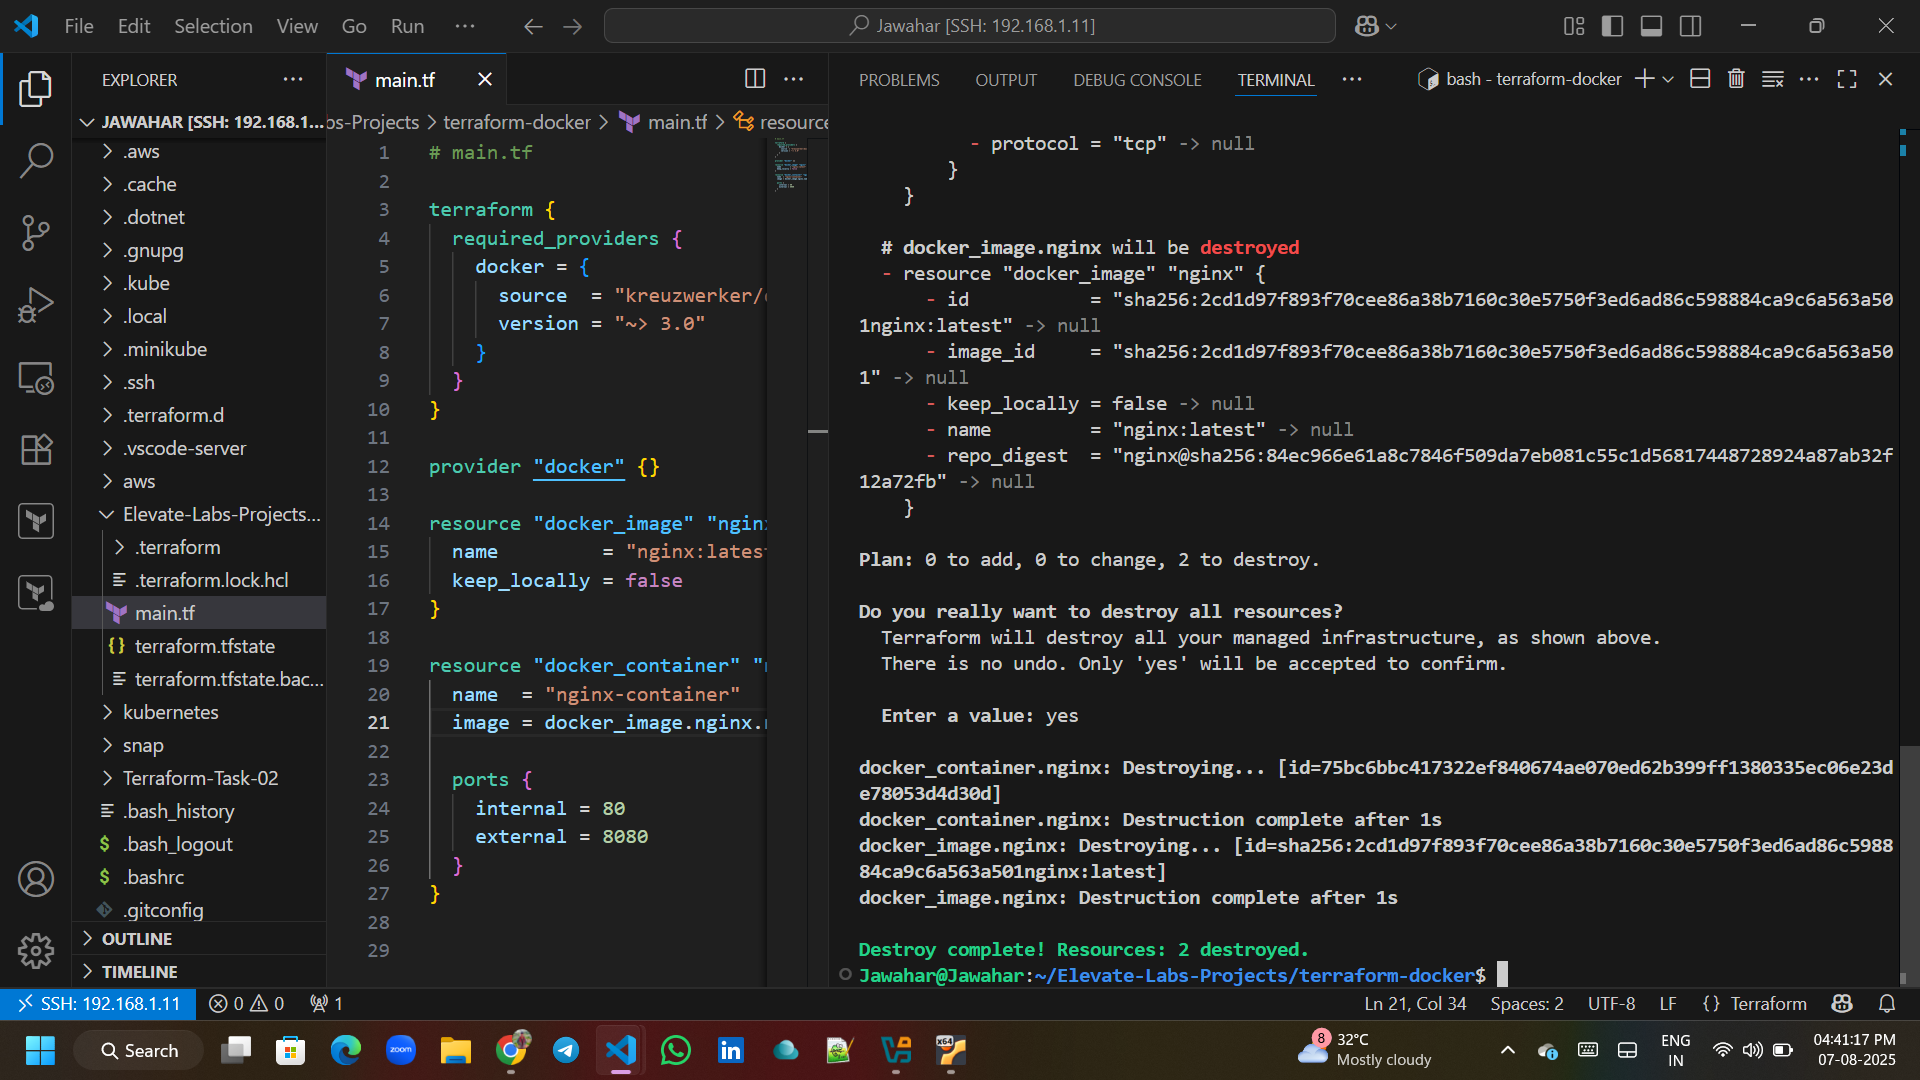 File Edit Selection View Go Run ···
Jawahar [SSH: 192.168.1.11]
EXPLORER
JAWAHAR [SSH: 192.168.1....
.aws
.cache
.dotnet
.gnupg
.kube
.local
.minikube
.ssh
.terraform.d
.vscode-server
aws
Elevate-Labs-Projects...
.terraform
.terraform.lock.hcl
main.tf
terraform.tfstate
terraform.tfstate.bac...
kubernetes
snap
Terraform-Task-02
.bash_history
.bash_logout
.bashrc
.gitconfig
OUTLINE
TIMELINE
main.tf
bs-Projects > terraform-docker > main.tf > resource
1 # main.tf
2
3 terraform {
4 required_providers {
5 docker = {
6 source = "kreuzwerker/
7 version = "~> 3.0"
8 }
9 }
10 }
11
12 provider "docker" {}
13
14 resource "docker_image" "ngin
15 name = "nginx:lates
16 keep_locally = false
17 }
18
19 resource "docker_container" "
20 name = "nginx-container"
21 image = docker_image.nginx.
22
23 ports {
24 internal = 80
25 external = 8080
26 }
27 }
28
29
PROBLEMS OUTPUT DEBUG CONSOLE TERMINAL ···
bash - terraform-docker
- protocol = "tcp" -> null
}
}
# docker_image.nginx will be destroyed
- resource "docker_image" "nginx" {
- id = "sha256:2cd1d97f893f70cee86a38b7160c30e5750f3ed6ad86c598884ca9c6a563a50
1nginx:latest" -> null
- image_id = "sha256:2cd1d97f893f70cee86a38b7160c30e5750f3ed6ad86c598884ca9c6a563a50
1" -> null
- keep_locally = false -> null
- name = "nginx:latest" -> null
- repo_digest = "nginx@sha256:84ec966e61a8c7846f509da7eb081c55c1d56817448728924a87ab32f
12a72fb" -> null
}
Plan: 0 to add, 0 to change, 2 to destroy.
Do you really want to destroy all resources?
Terraform will destroy all your managed infrastructure, as shown above.
There is no undo. Only 'yes' will be accepted to confirm.
Enter a value: yes
docker_container.nginx: Destroying... [id=75bc6bbc417322ef840674ae070ed62b399ff1380335ec06e23d
e78053d4d30d]
docker_container.nginx: Destruction complete after 1s
docker_image.nginx: Destroying... [id=sha256:2cd1d97f893f70cee86a38b7160c30e5750f3ed6ad86c5988
84ca9c6a563a501nginx:latest]
docker_image.nginx: Destruction complete after 1s
Destroy complete! Resources: 2 destroyed.
Jawahar@Jawahar:~/Elevate-Labs-Projects/terraform-docker$
SSH: 192.168.1.11 0 0 1
Ln 21, Col 34 Spaces: 2 UTF-8 LF {} Terraform
Search
zoom
in
x64
8
32°C
Mostly cloudy
ENG
IN
04:41:17 PM
07-08-2025